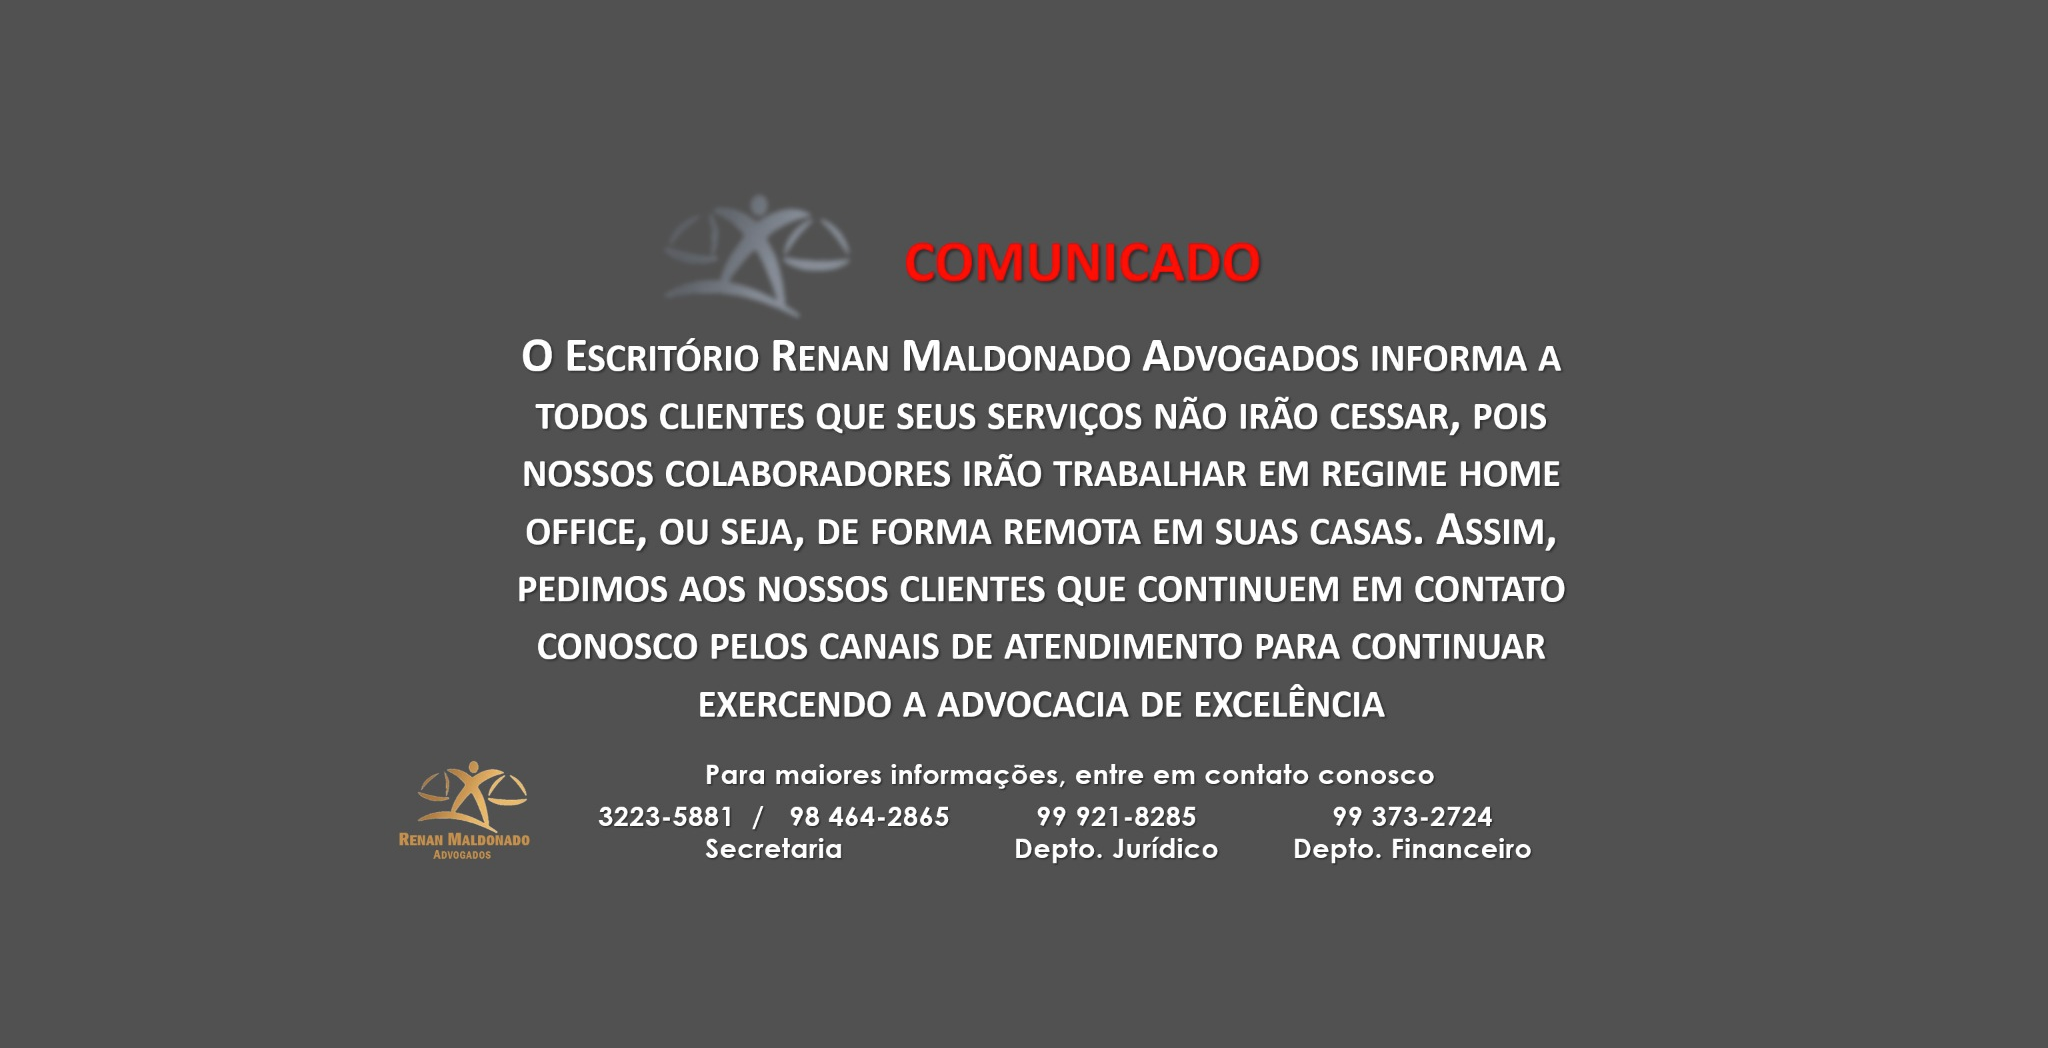 COMUNICADO
O ESCRITÓRIO RENAN MALDONADO ADVOGADOS INFORMA A
TODOS CLIENTES QUE SEUS SERVIÇOS NÃO IRÃO CESSAR, POIS
NOSSOS COLABORADORES IRÃO TRABALHAR EM REGIME HOME
OFFICE, OU SEJA, DE FORMA REMOTA EM SUAS CASAS. ASSIM,
PEDIMOS AOS NOSSOS CLIENTES QUE CONTINUEM EM CONTATO
CONOSCO PELOS CANAIS DE ATENDIMENTO PARA CONTINUAR
EXERCENDO A ADVOCACIA DE EXCELÊNCIA
Para maiores informações, entre em contato conosco
3223-5881 / 98 464-2865 99 921-8285 99 373-2724
Secretaria Depto. Jurídico Depto. Financeiro
RENAN MALDONADO
ADVOGADOS